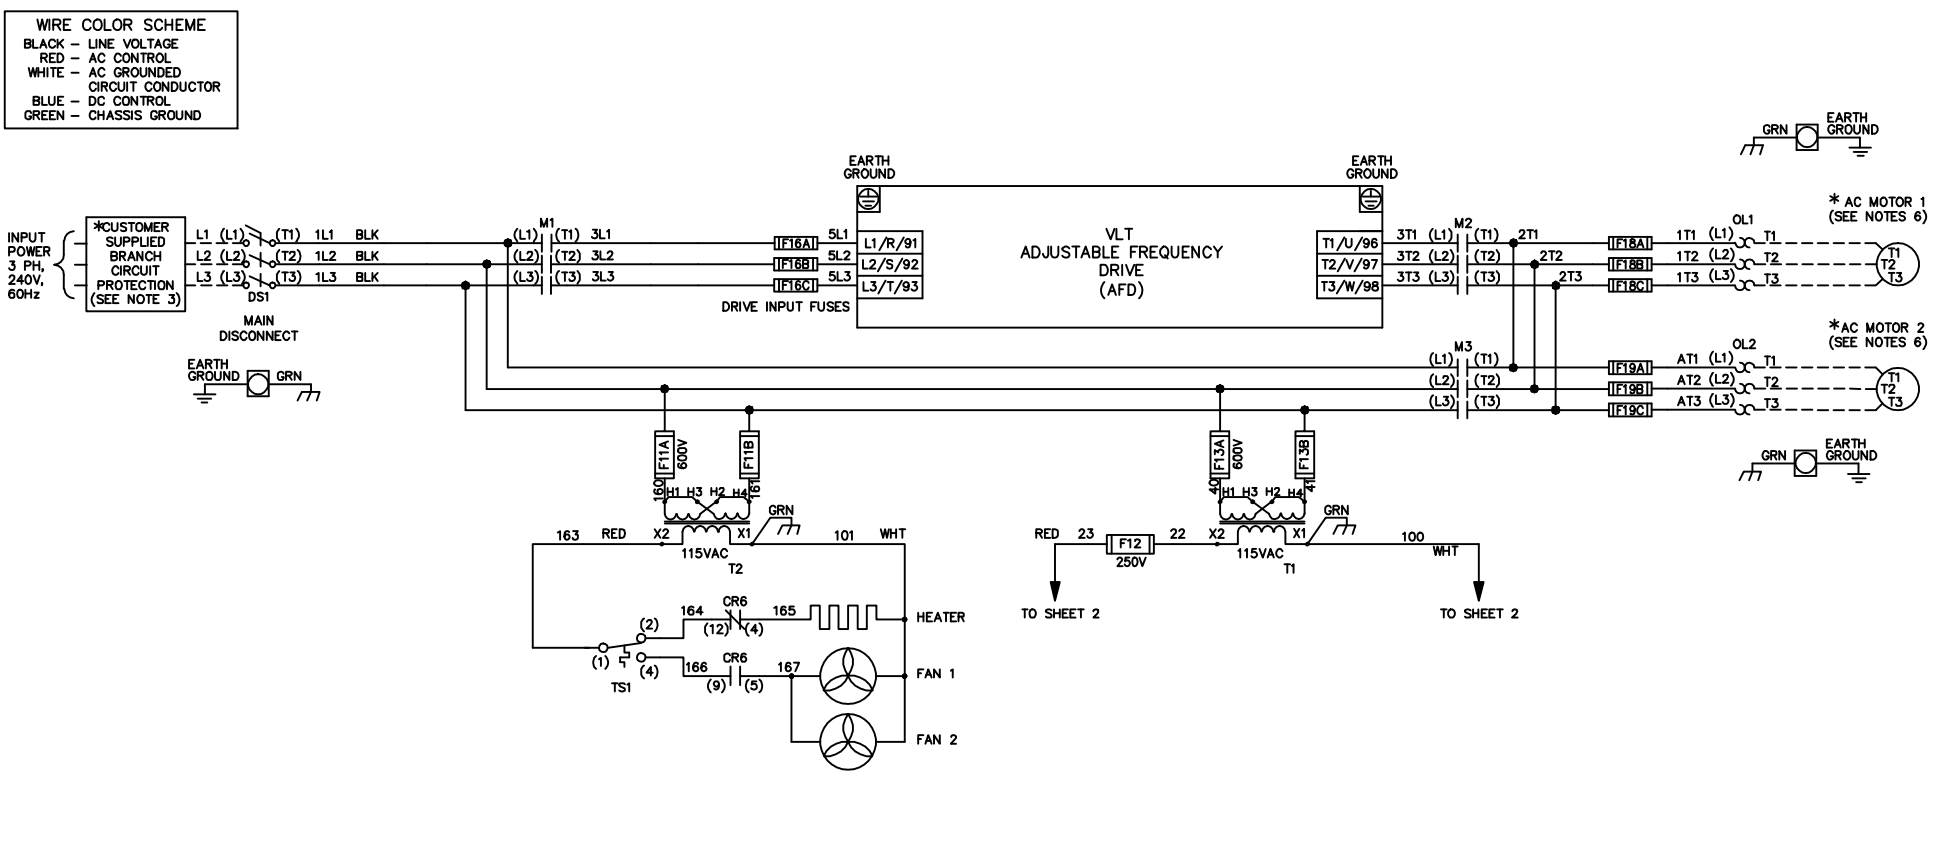 WIRE COLOR SCHEME
BLACK – LINE VOLTAGE
RED – AC CONTROL
WHITE – AC GROUNDED
CIRCUIT CONDUCTOR
BLUE – DC CONTROL
GREEN – CHASSIS GROUND
INPUT
POWER
3 PH,
240V,
60Hz
*CUSTOMER
SUPPLIED
BRANCH
CIRCUIT
PROTECTION
(SEE NOTE 3)
L1 (L1) (T1) 1L1 BLK
L2 (L2) (T2) 1L2 BLK
L3 (L3) (T3) 1L3 BLK
DS1
MAIN
DISCONNECT
EARTH
GROUND
GRN
M1
(L1) (T1) 3L1
(L2) (T2) 3L2
(L3) (T3) 3L3
F16A 5L1
F16B 5L2
F16C 5L3
DRIVE INPUT FUSES
EARTH
GROUND
L1/R/91
L2/S/92
L3/T/93
VLT
ADJUSTABLE FREQUENCY
DRIVE
(AFD)
EARTH
GROUND
T1/U/96
T2/V/97
T3/W/98
M2
3T1 (L1) (T1) 2T1
3T2 (L2) (T2) 2T2
3T3 (L3) (T3) 2T3
F18A 1T1 (L1) T1
F18B 1T2 (L2) T2
F18C 1T3 (L3) T3
OL1
GRN
EARTH
GROUND
* AC MOTOR 1
(SEE NOTES 6)
T1
T2
T3
M3
(L1) (T1)
(L2) (T2)
(L3) (T3)
F19A AT1 (L1) T1
F19B AT2 (L2) T2
F19C AT3 (L3) T3
OL2
* AC MOTOR 2
(SEE NOTES 6)
T1
T2
T3
GRN
EARTH
GROUND
F11A
600V
F11B
160
161
H1 H3 H2 H4
GRN
163 RED X2 X1 101 WHT
115VAC
T2
F13A
600V
F13B
40
41
H1 H3 H2 H4
GRN
RED 23 F12 22 X2 X1 100
WHT
250V
115VAC
T1
TO SHEET 2
TO SHEET 2
164 CR6 165
(12) (4)
HEATER
(2)
(1)
(4)
TS1
166 CR6 167
(9) (5)
FAN 1
FAN 2